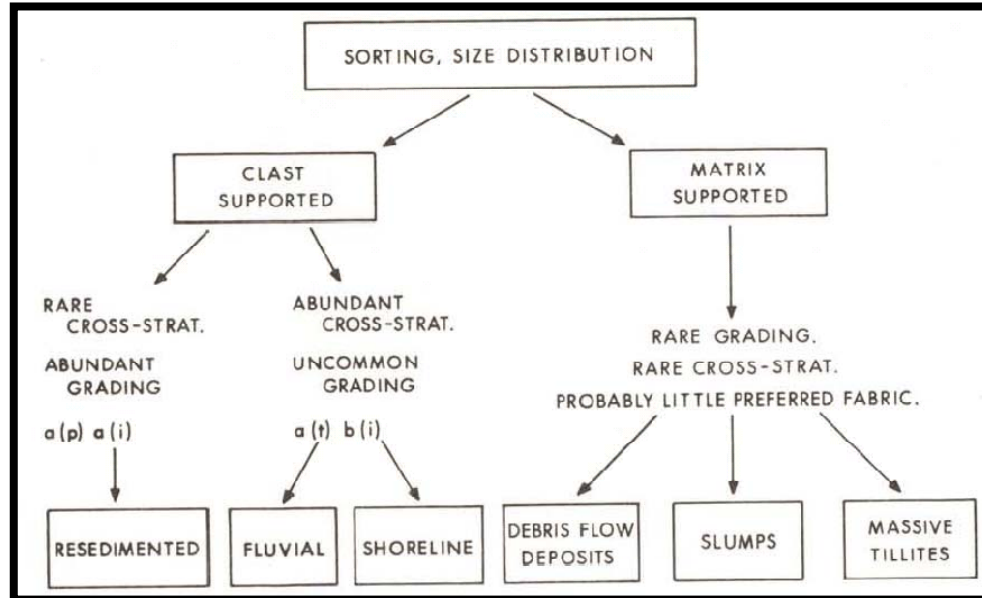 SORTING, SIZE DISTRIBUTION
CLAST
SUPPORTED
MATRIX
SUPPORTED
RARE
CROSS-STRAT.
ABUNDANT
GRADING
a(p) a(i)
ABUNDANT
CROSS-STRAT.
UNCOMMON
GRADING
a(t) b(i)
RARE GRADING.
RARE CROSS-STRAT.
PROBABLY LITTLE PREFERRED FABRIC.
RESEDIMENTED
FLUVIAL
SHORELINE
DEBRIS FLOW
DEPOSITS
SLUMPS
MASSIVE
TILLITES